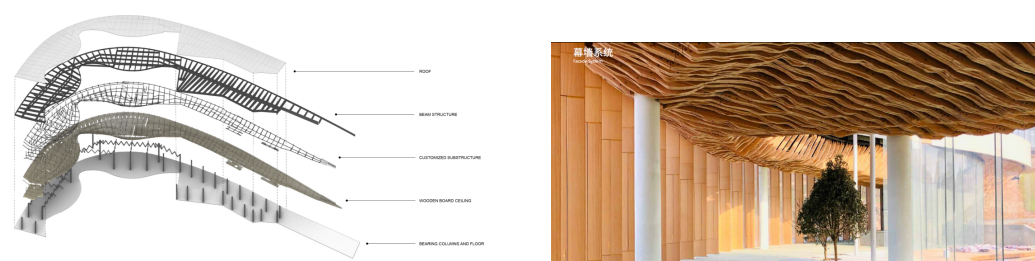 ROOF
BEAM STRUCTURE
CUSTOMIZED SUBSTRUCTURE
WOODEN BOARD CEILING
BEARING COLUMNS AND FLOOR
幕墙系统